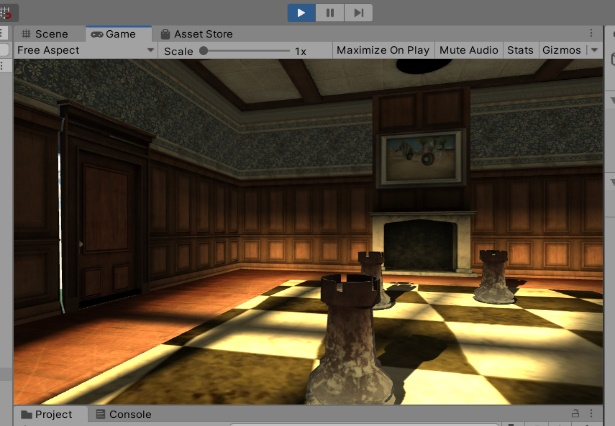 Scene Game Asset Store
Free Aspect Scale 1x Maximize On Play Mute Audio Stats Gizmos
Project Console